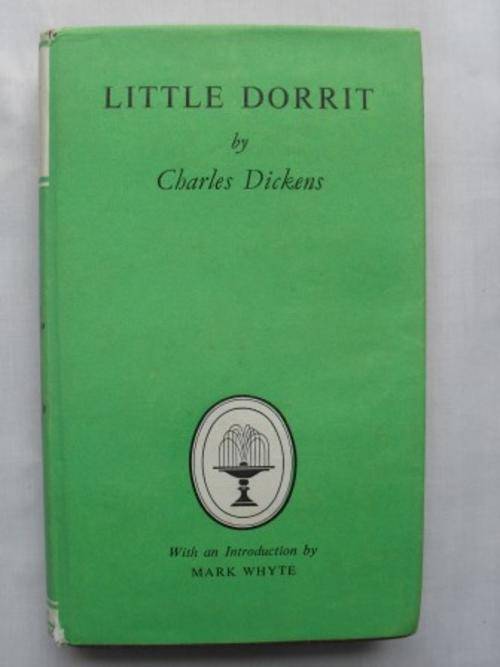 LITTLE DORRIT
by
Charles Dickens
With an Introduction by
MARK WHYTE